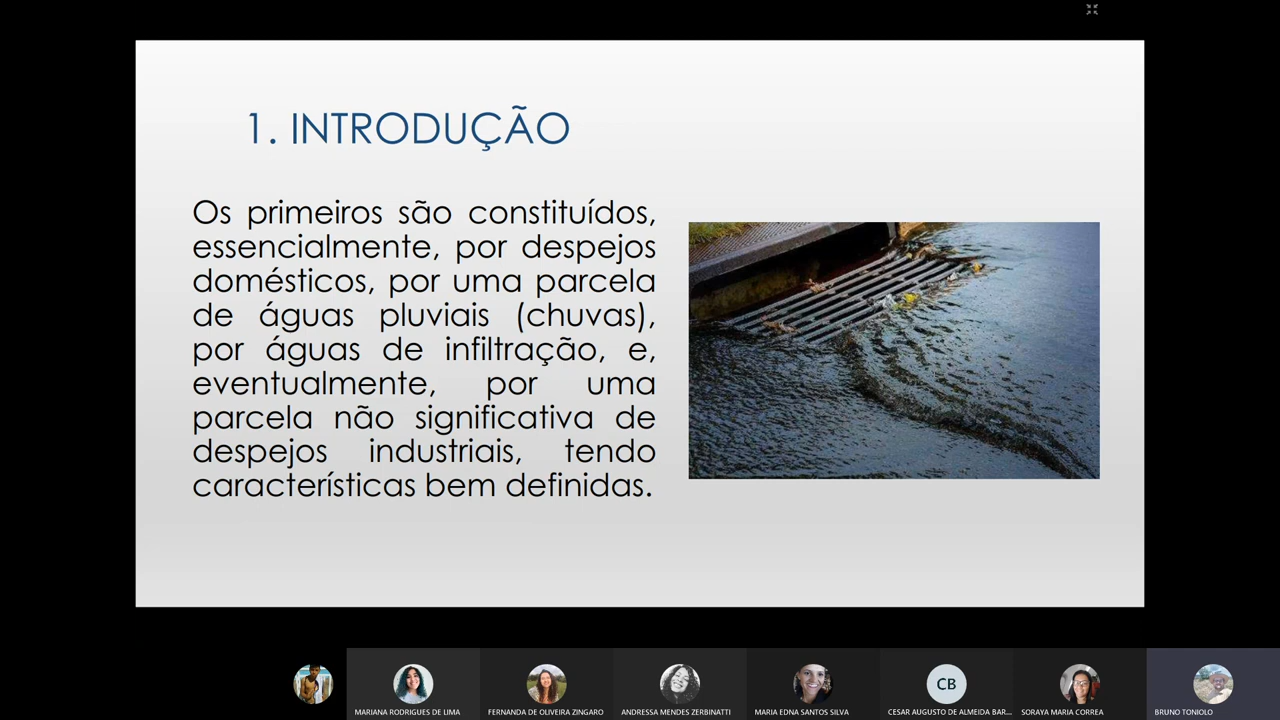 1. INTRODUÇÃO
Os primeiros são constituídos,
essencialmente, por despejos
domésticos, por uma parcela
de águas pluviais (chuvas),
por águas de infiltração, e,
eventualmente, por uma
parcela não significativa de
despejos industriais, tendo
características bem definidas.
CB
MARIANA RODRIGUES DE LIMA
FERNANDA DE OLIVEIRA ZINGARO
ANDRESSA MENDES ZERBINATTI
MARIA EDNA SANTOS SILVA
CESAR AUGUSTO DE ALMEIDA BAR...
SORAYA MARIA CORREA
BRUNO TONIOLO